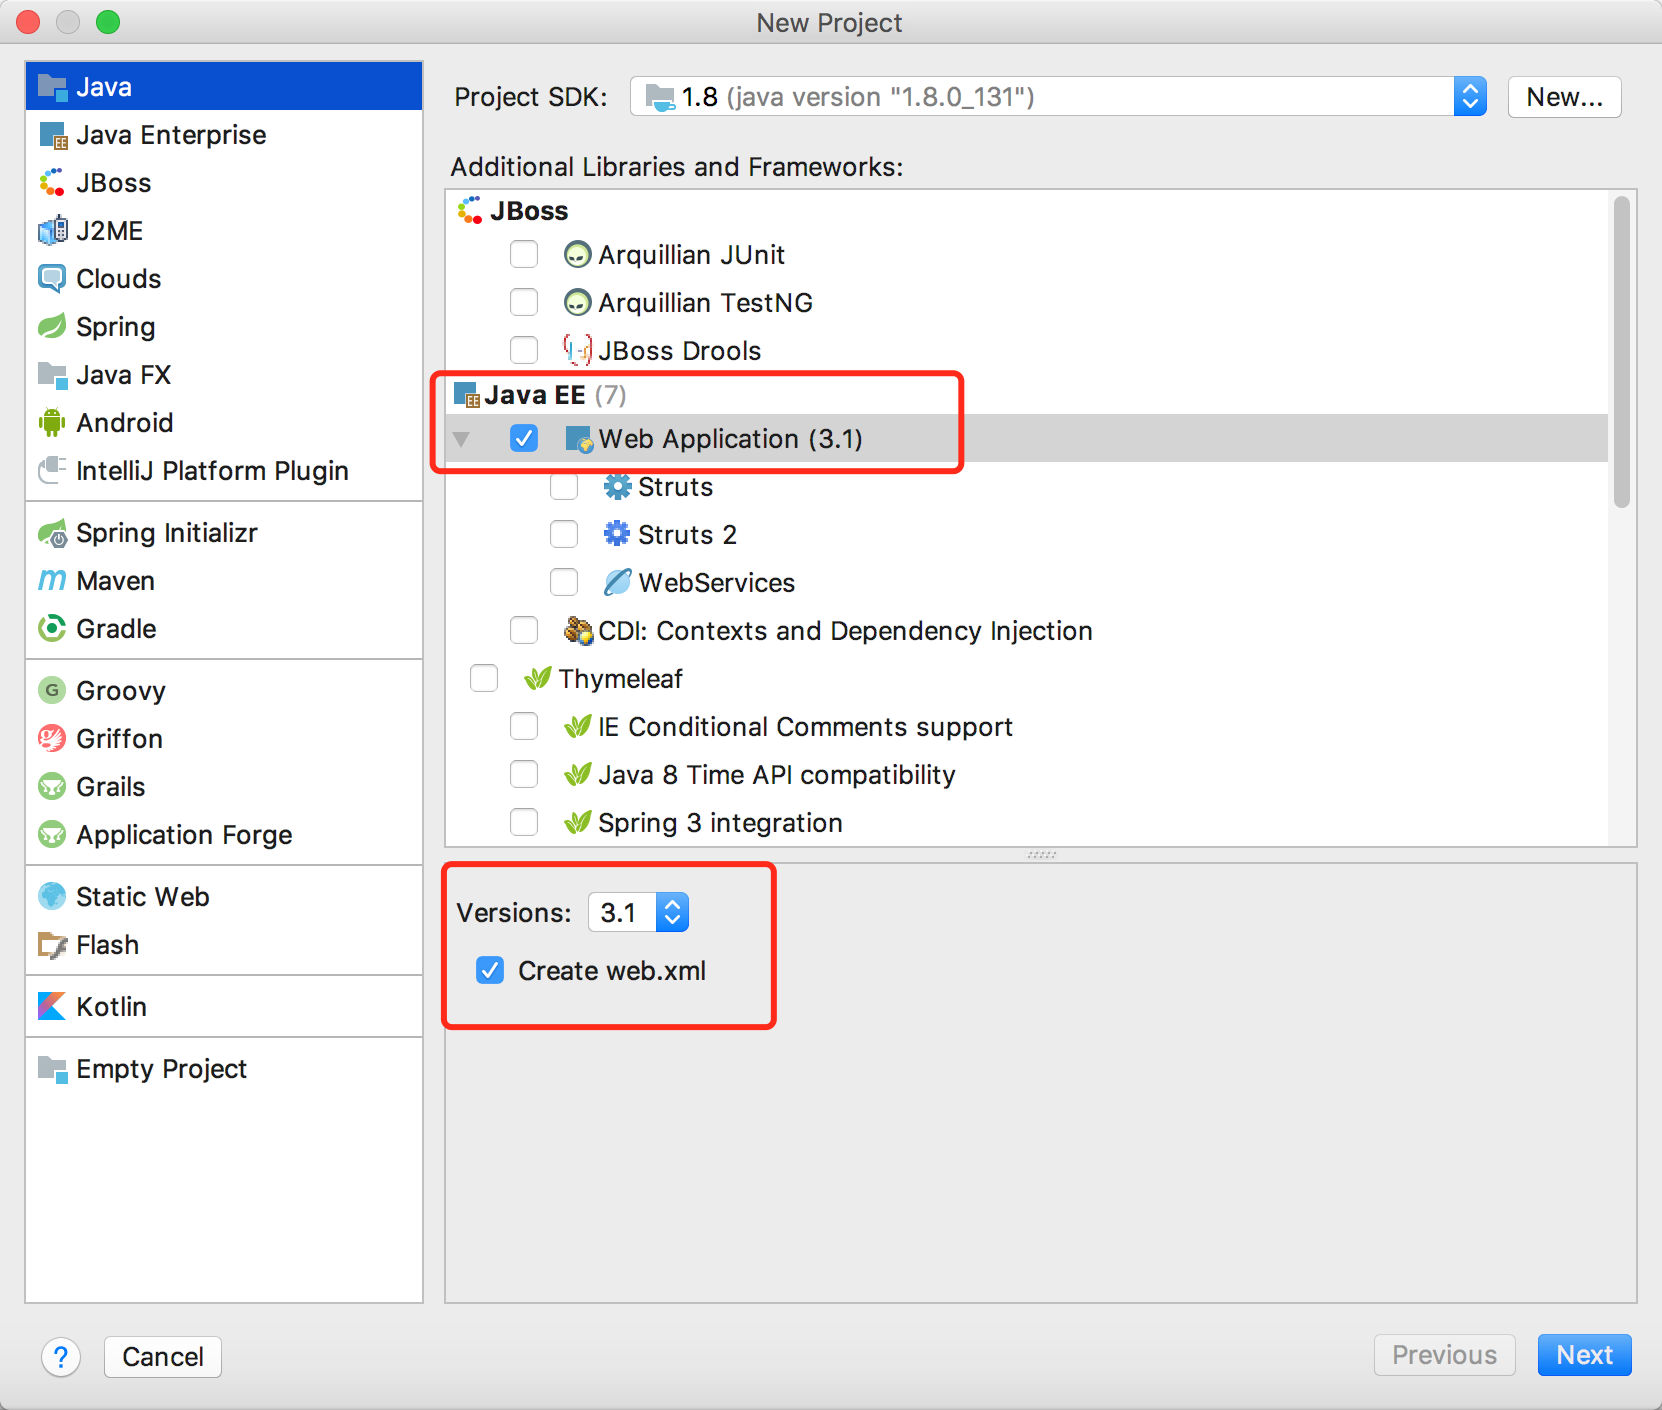 New Project
Java
Java Enterprise
JBoss
J2ME
Clouds
Spring
Java FX
Android
IntelliJ Platform Plugin
Spring Initializr
Maven
Gradle
Groovy
Griffon
Grails
Application Forge
Static Web
Flash
Kotlin
Empty Project
Project SDK: 1.8 (java version "1.8.0_131") New...
Additional Libraries and Frameworks:
JBoss
Arquillian JUnit
Arquillian TestNG
JBoss Drools
Java EE (7)
Web Application (3.1)
Struts
Struts 2
WebServices
CDI: Contexts and Dependency Injection
Thymeleaf
IE Conditional Comments support
Java 8 Time API compatibility
Spring 3 integration
Versions: 3.1
Create web.xml
? Cancel Previous Next